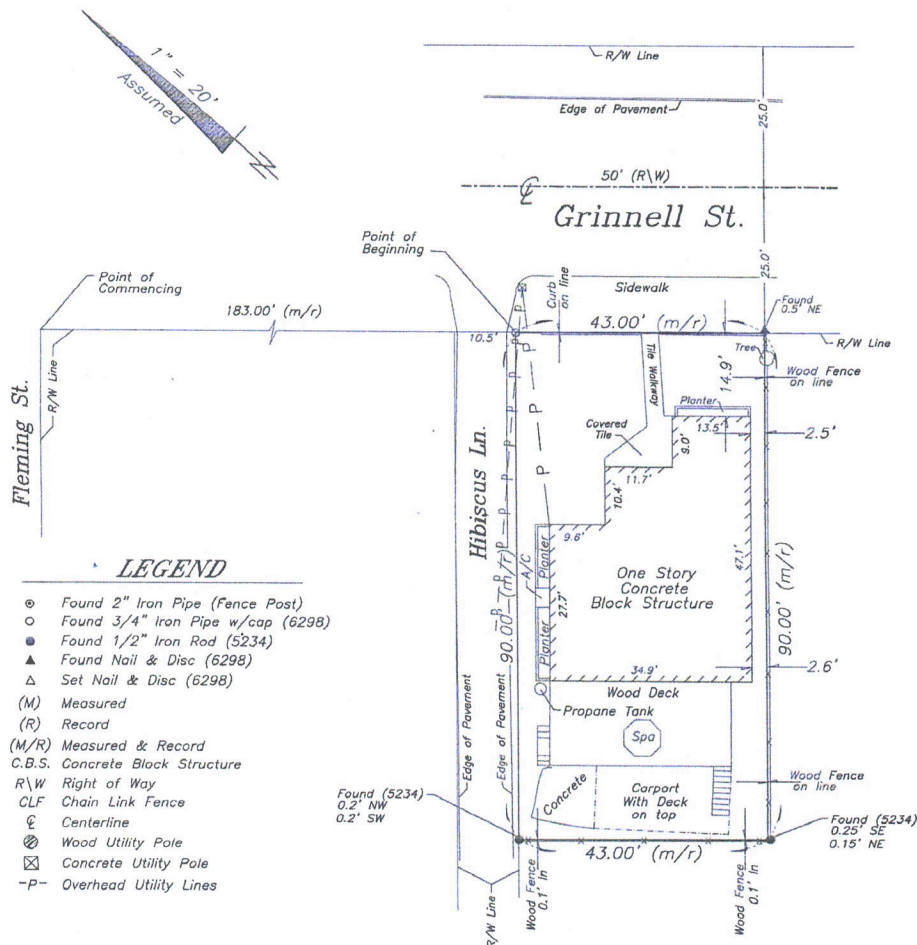 1" = 20'
Assumed
N
R/W Line
Edge of Pavement
25.0'
50' (R\W)
℄
Grinnell St.
Point of
Beginning
Point of
Commencing
Curb
on line
Sidewalk
25.0'
Found
0.5' NE
183.00' (m/r)
10.5'
43.00' (m/r)
R/W Line
Tree
Fleming St.
R/W Line
Hibiscus Ln.
P
P
P
P
P
P
P
P
Tile Walkway
14.9'
Wood Fence
on line
Planter
13.5'
2.5'
Covered
Tile
9.0'
11.7'
10.4'
9.6'
A/C
Planter
Planter
27.7'
One Story
Concrete
Block Structure
47.1'
90.00' (m/r)
90.00' (m/r)
34.9'
2.6'
Wood Deck
Propane Tank
Spa
Edge of Pavement
Edge of Pavement
Concrete
Carport
With Deck
on top
Wood Fence
on line
Found (5234)
0.2' NW
0.2' SW
43.00' (m/r)
Found (5234)
0.25' SE
0.15' NE
Wood Fence
0.1' In
Wood Fence
0.1' In
R/W Line
LEGEND
Found 2" Iron Pipe (Fence Post)
Found 3/4" Iron Pipe w/cap (6298)
Found 1/2" Iron Rod (5234)
Found Nail & Disc (6298)
Set Nail & Disc (6298)
(M) Measured
(R) Record
(M/R) Measured & Record
C.B.S. Concrete Block Structure
R\W Right of Way
CLF Chain Link Fence
℄ Centerline
Wood Utility Pole
Concrete Utility Pole
-P- Overhead Utility Lines